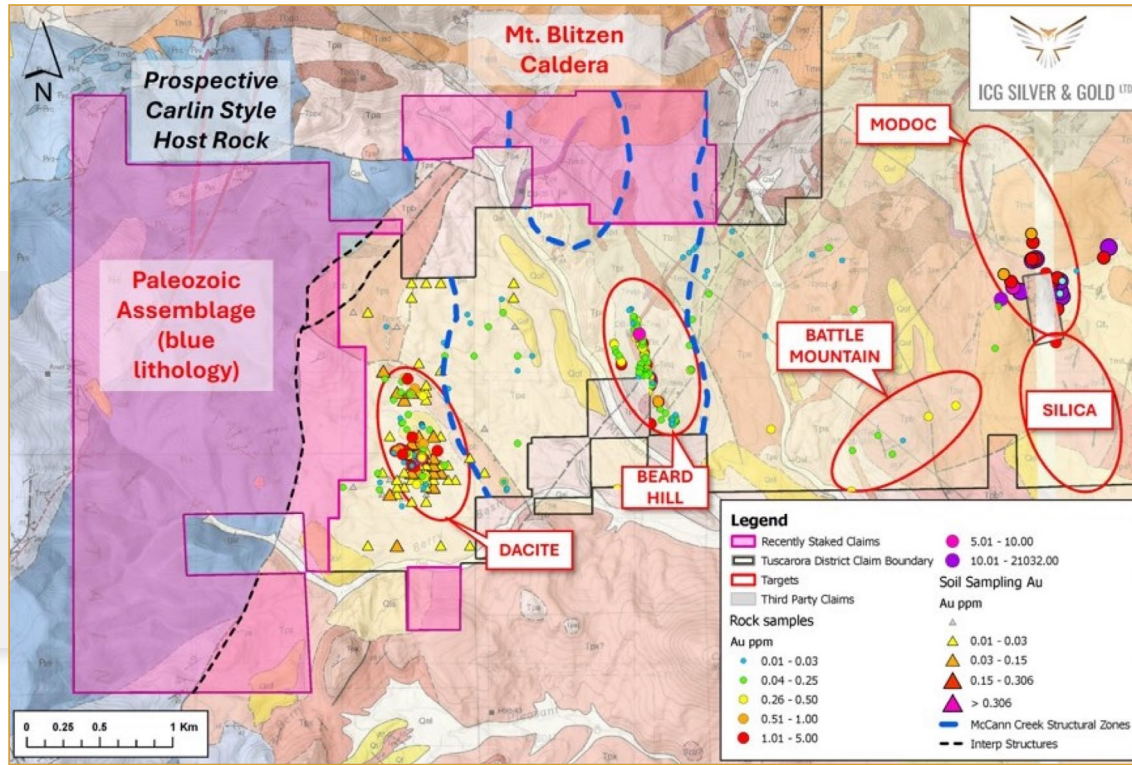 Mt. Blitzen
Caldera
Prospective
Carlin Style
Host Rock
N
ICG SILVER & GOLD LTD
MODOC
Paleozoic
Assemblage
(blue
lithology)
BATTLE
MOUNTAIN
SILICA
BEARD
HILL
DACITE
Legend
Recently Staked Claims
Tuscarora District Claim Boundary
Targets
Third Party Claims
Rock samples
Au ppm
0.01 - 0.03
0.04 - 0.25
0.26 - 0.50
0.51 - 1.00
1.01 - 5.00
5.01 - 10.00
10.01 - 21032.00
Soil Sampling Au
Au ppm
0.01 - 0.03
0.03 - 0.15
0.15 - 0.306
> 0.306
McCann Creek Structural Zones
Interp Structures
0 0.25 0.5 1 Km